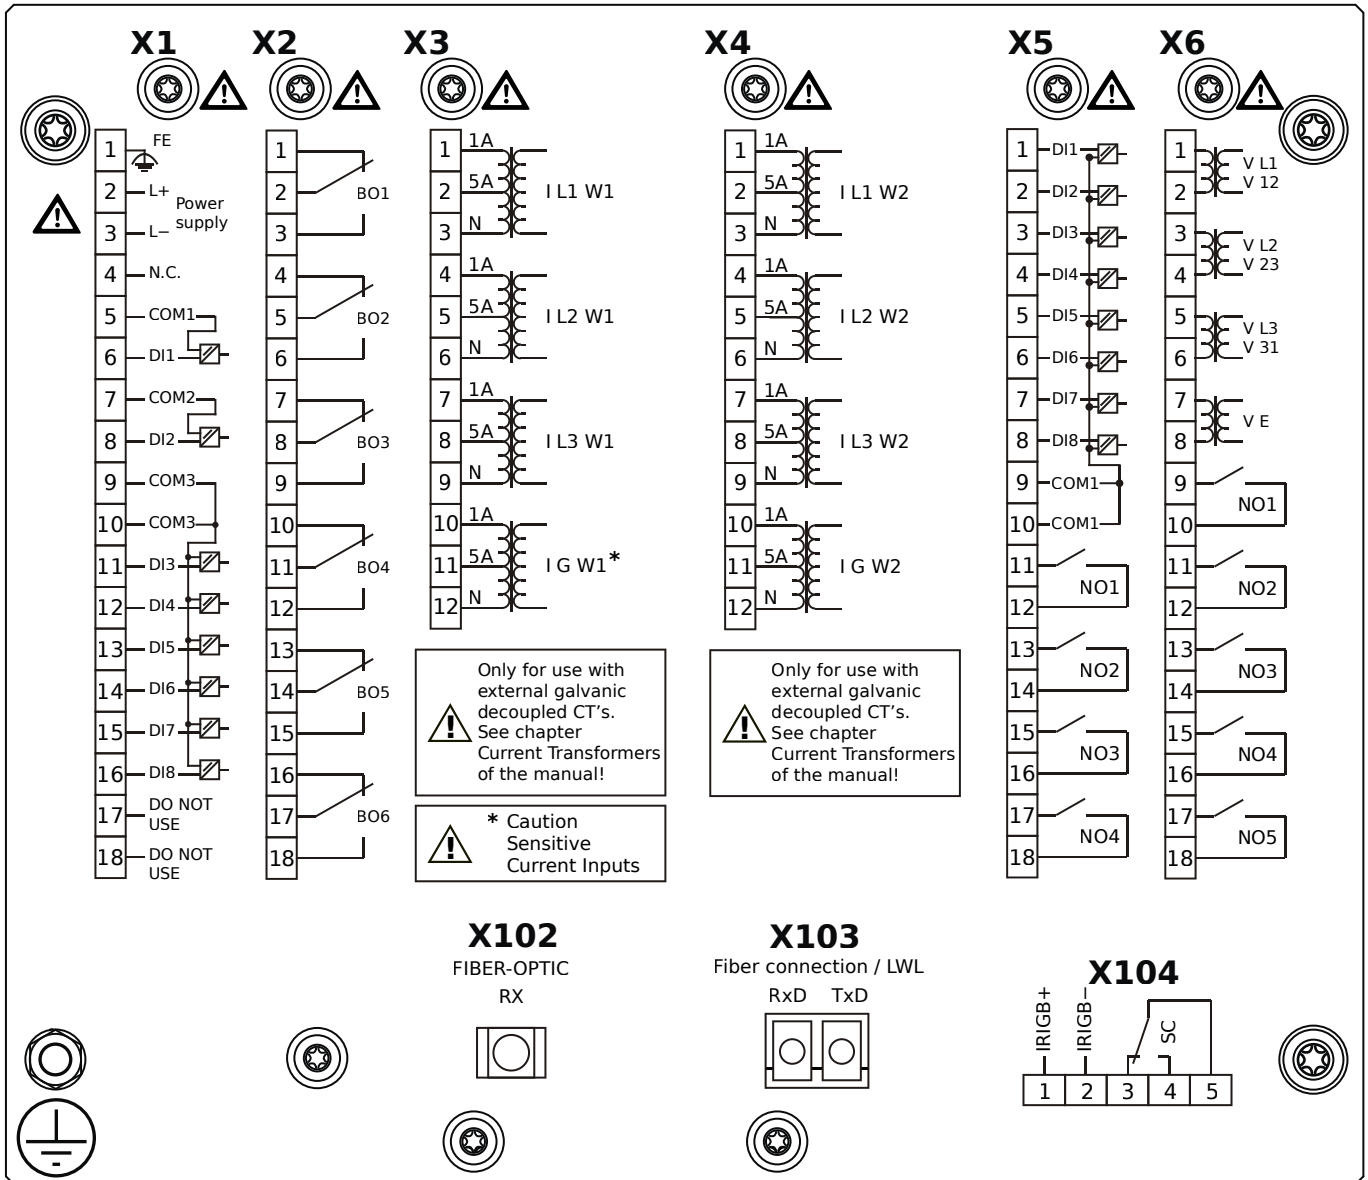 X1 X2 X3 X4 X5 X6
1 FE
2 L+
Power
supply
3 L−
4 N.C.
5 COM1
6 DI1
7 COM2
8 DI2
9 COM3
10 COM3
11 DI3
12 DI4
13 DI5
14 DI6
15 DI7
16 DI8
17 DO NOT
USE
18 DO NOT
USE
1
2 BO1
3
4
5 BO2
6
7
8 BO3
9
10
11 BO4
12
13
14 BO5
15
16
17 BO6
18
1 1A
2 5A I L1 W1
3 N
4 1A
5 5A I L2 W1
6 N
7 1A
8 5A I L3 W1
9 N
10 1A
11 5A I G W1*
12 N
Only for use with
external galvanic
decoupled CT's.
See chapter
Current Transformers
of the manual!
* Caution
Sensitive
Current Inputs
1 1A
2 5A I L1 W2
3 N
4 1A
5 5A I L2 W2
6 N
7 1A
8 5A I L3 W2
9 N
10 1A
11 5A I G W2
12 N
Only for use with
external galvanic
decoupled CT's.
See chapter
Current Transformers
of the manual!
1 DI1
2 DI2
3 DI3
4 DI4
5 DI5
6 DI6
7 DI7
8 DI8
9 COM1
10 COM1
11
NO1
12
13
NO2
14
15
NO3
16
17
NO4
18
1
V L1
V 12
2
3
V L2
V 23
4
5
V L3
V 31
6
7
V E
8
9
NO1
10
11
NO2
12
13
NO3
14
15
NO4
16
17
NO5
18
X102
FIBER-OPTIC
RX
X103
Fiber connection / LWL
RxD TxD
X104
IRIGB+
IRIGB−
SC
1 2 3 4 5